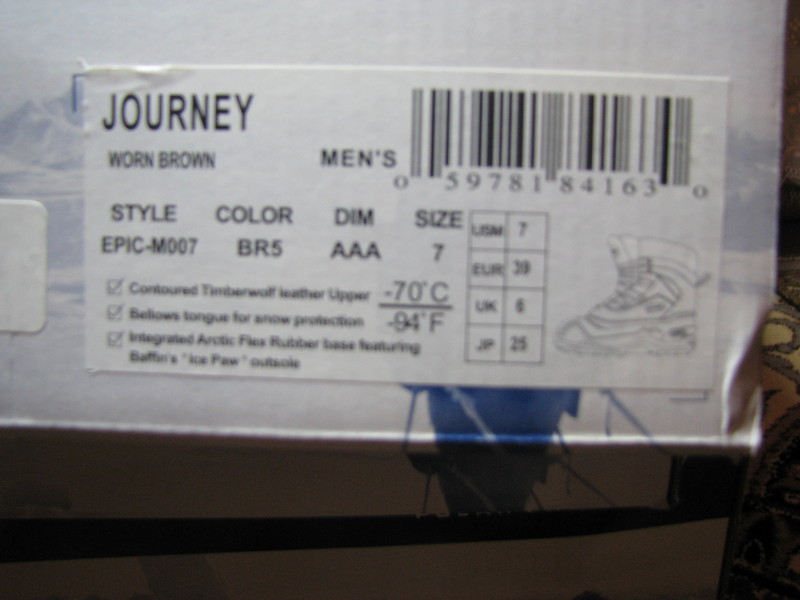 JOURNEY
WORN BROWN MEN'S
0 59781 84163 0
STYLE COLOR DIM SIZE
EPIC-M007 BR5 AAA 7
☑ Contoured Timberwolf leather Upper
☑ Bellows tongue for snow protection
☑ Integrated Arctic Flex Rubber base featuring
Baffin's "Ice Paw" outsole
-70°C
-94°F
USM 7
EUR 39
UK 6
JP 25